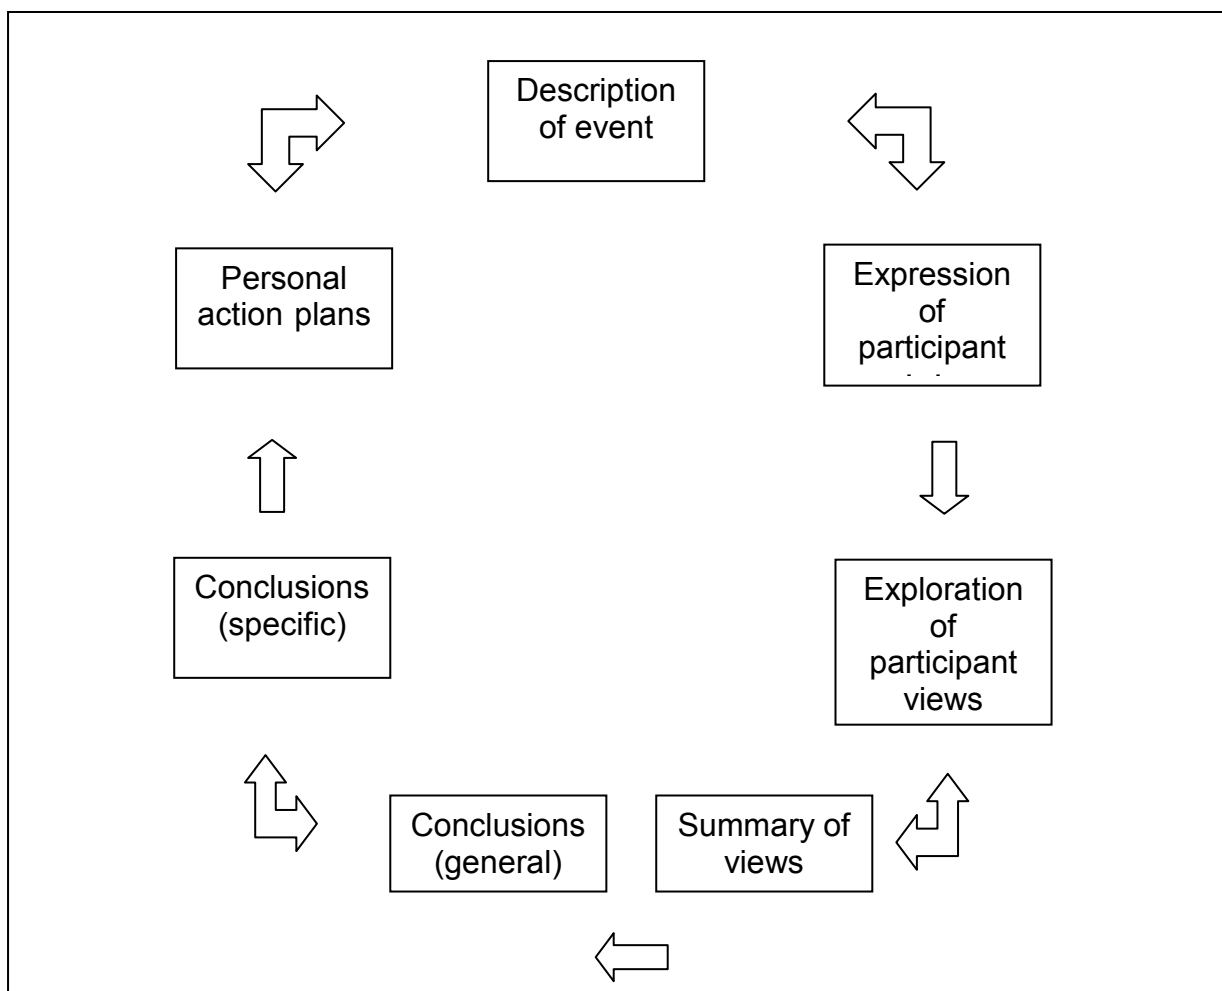 Description
of event
Expression
of
participant
Exploration
of
participant
views
Summary of
views
Conclusions
(general)
Conclusions
(specific)
Personal
action plans